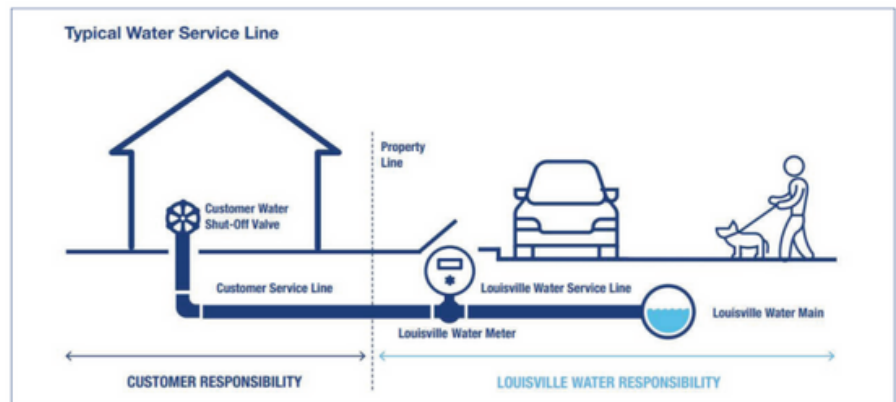 Typical Water Service Line
Property
Line
Customer Water
Shut-Off Valve
Customer Service Line
Louisville Water Service Line
Louisville Water Main
Louisville Water Meter
CUSTOMER RESPONSIBILITY
LOUISVILLE WATER RESPONSIBILITY